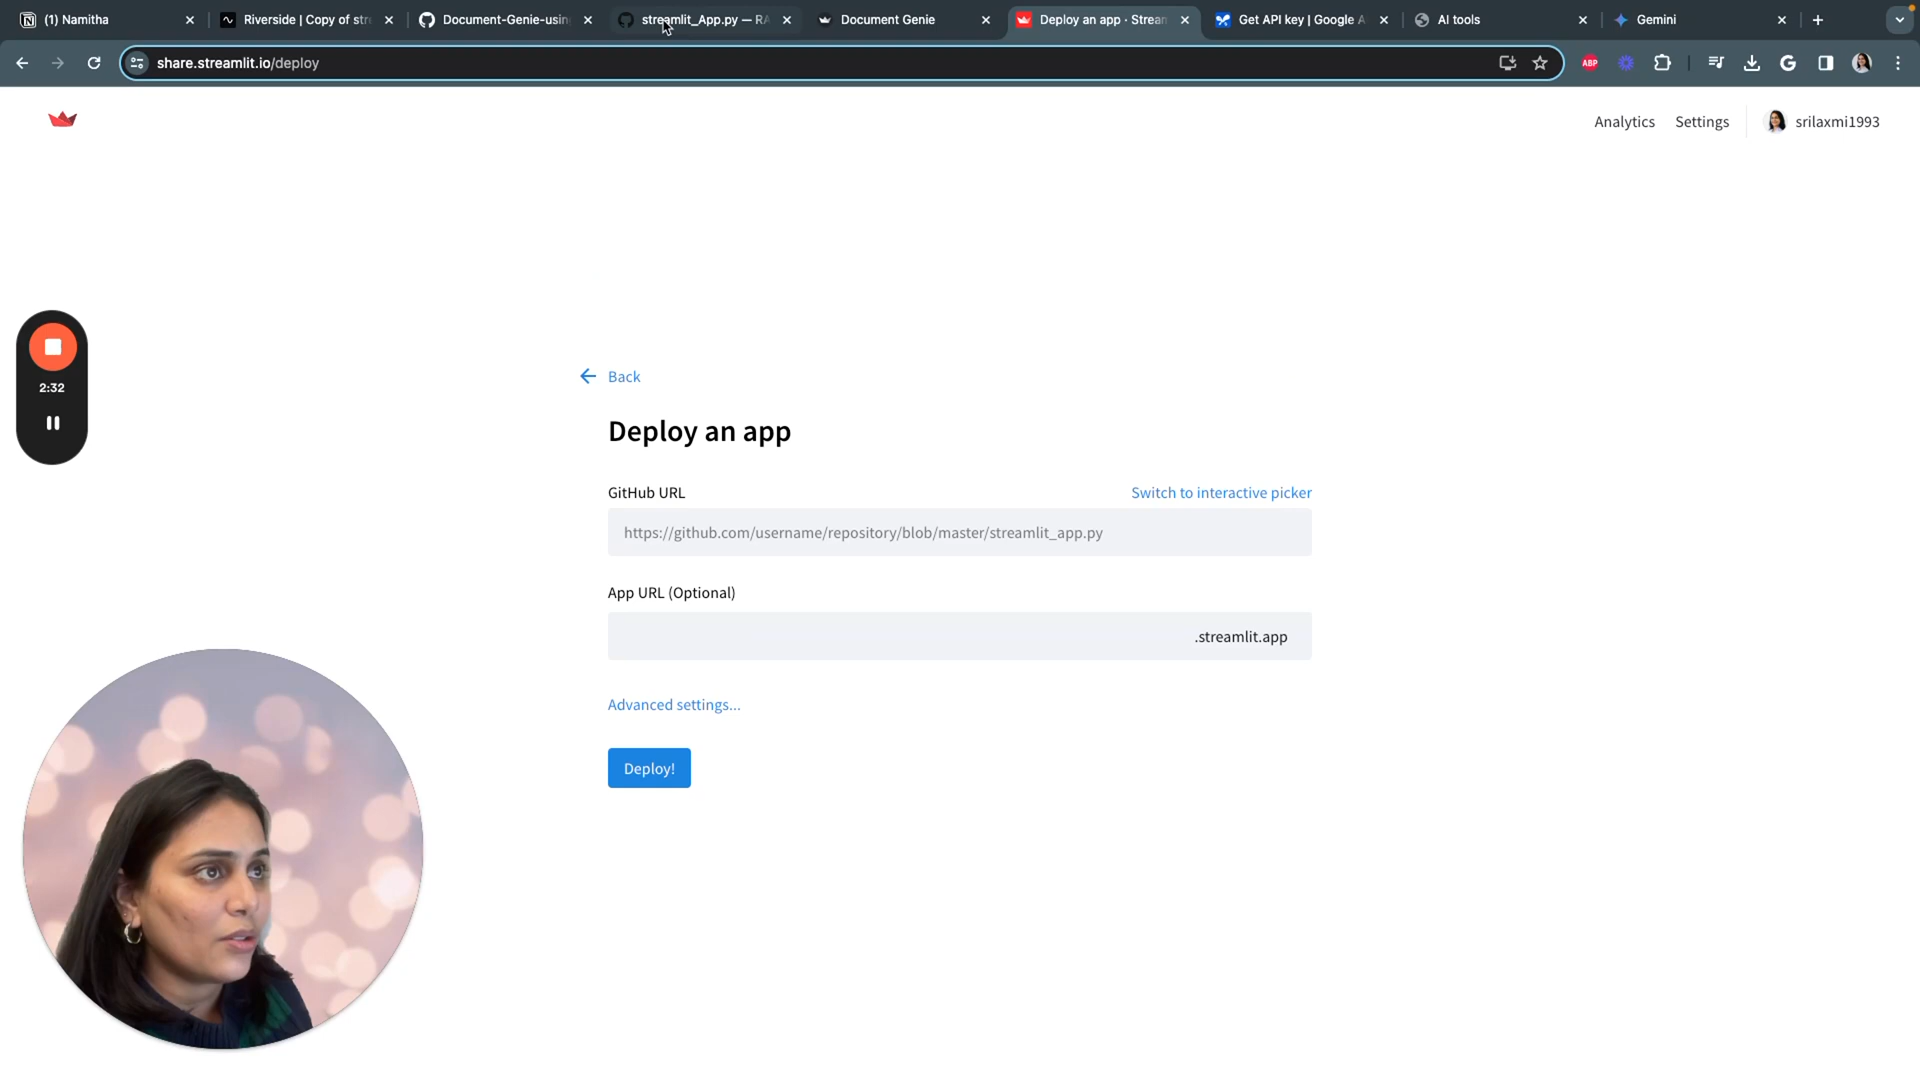 (1) Namitha
Riverside | Copy of stre
Document-Genie-usin
streamlit_App.py — RA
Document Genie
Deploy an app · Stream
Get API key | Google A
AI tools
Gemini
share.streamlit.io/deploy
ABP
Analytics
Settings
srilaxmi1993
2:32
Back
Deploy an app
GitHub URL
Switch to interactive picker
https://github.com/username/repository/blob/master/streamlit_app.py
App URL (Optional)
.streamlit.app
Advanced settings...
Deploy!